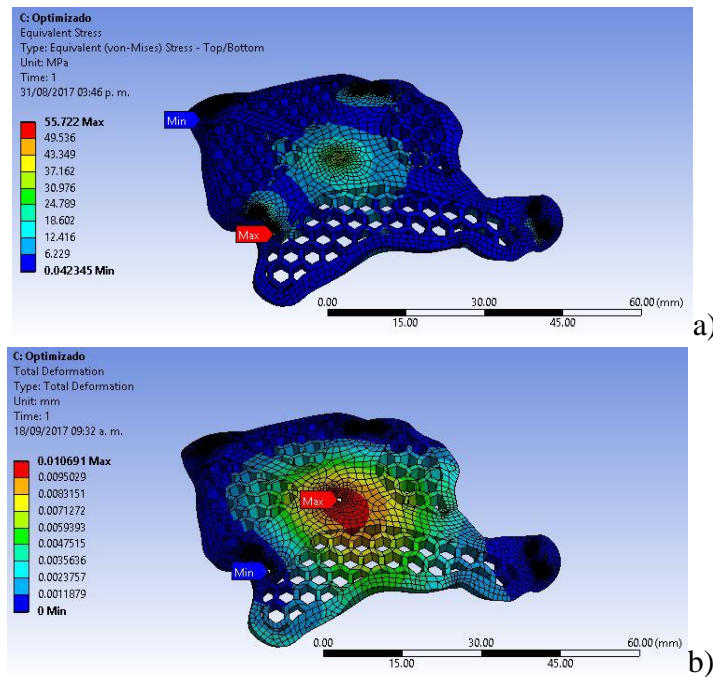 C: Optimizado
Equivalent Stress
Type: Equivalent (von-Mises) Stress - Top/Bottom
Unit: MPa
Time: 1
31/08/2017 03:46 p. m.
55.722 Max
49.536
43.349
37.162
30.976
24.789
18.602
12.416
6.229
0.042345 Min
Min
Max
0.00 30.00 60.00 (mm)
15.00 45.00
a)
C: Optimizado
Total Deformation
Type: Total Deformation
Unit: mm
Time: 1
18/09/2017 09:32 a. m.
0.010691 Max
0.0095029
0.0083151
0.0071272
0.0059393
0.0047515
0.0035636
0.0023757
0.0011879
0 Min
Max
Min
0.00 30.00 60.00 (mm)
15.00 45.00
b)